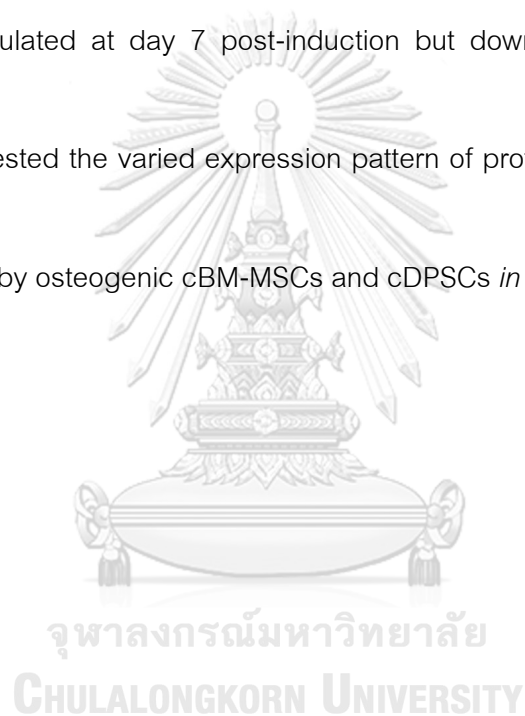 ulated at day 7 post-induction but down
ested the varied expression pattern of pro
by osteogenic cBM-MSCs and cDPSCs in
จุฬาลงกรณ์มหาวิทยาลัย
CHULALONGKORN UNIVERSITY